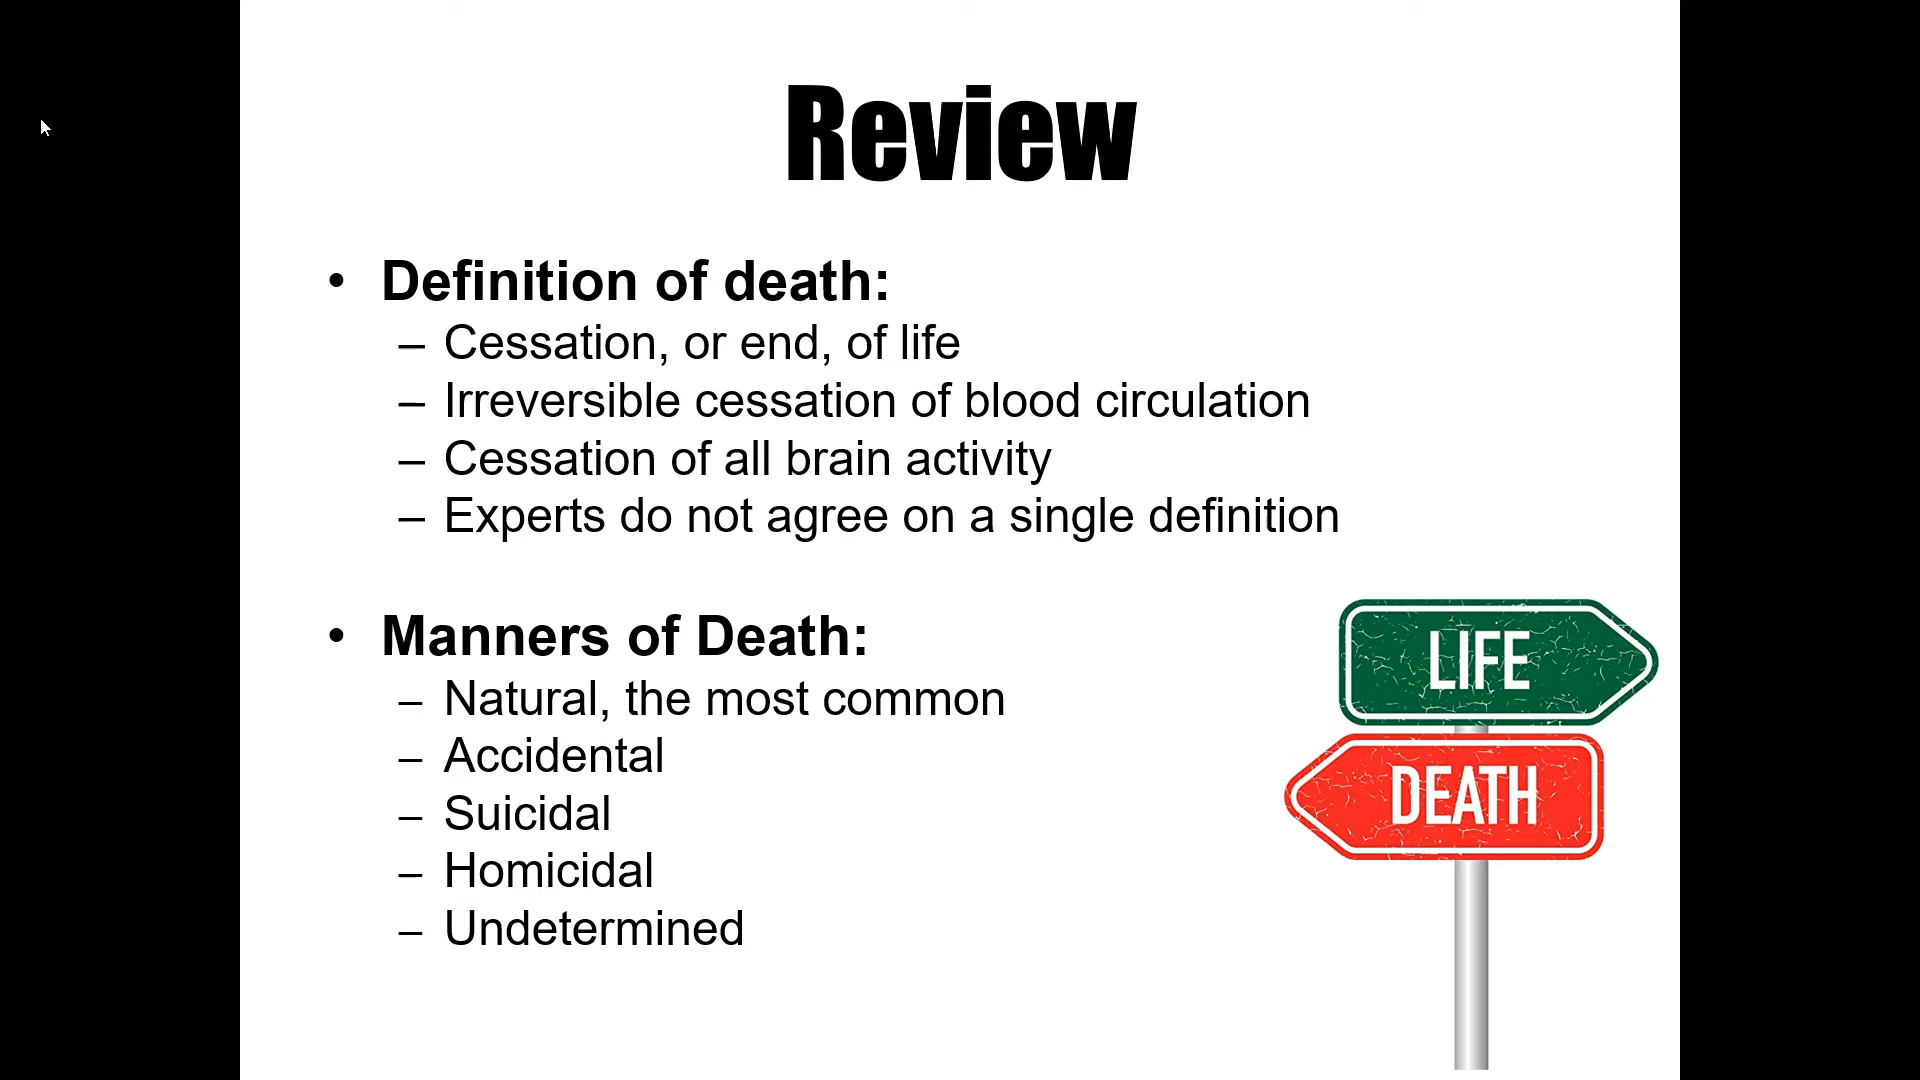 Review
• Definition of death:
– Cessation, or end, of life
– Irreversible cessation of blood circulation
– Cessation of all brain activity
– Experts do not agree on a single definition
• Manners of Death:
– Natural, the most common
– Accidental
– Suicidal
– Homicidal
– Undetermined
LIFE
DEATH